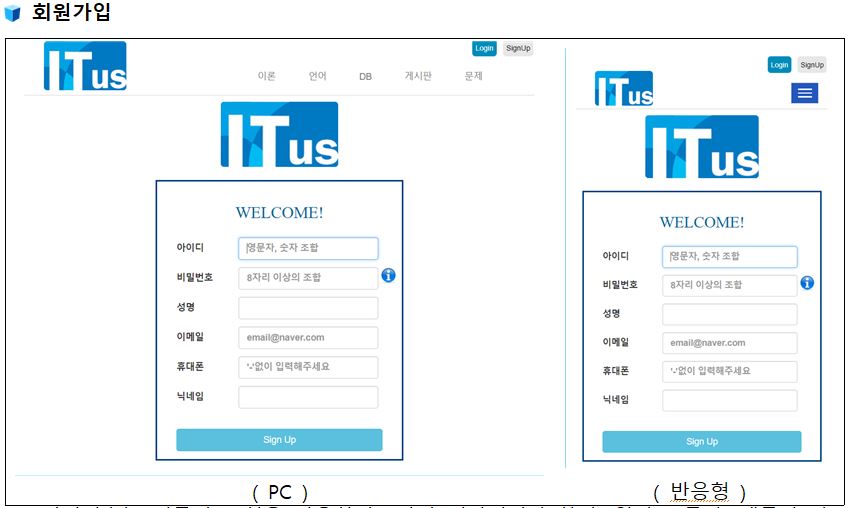 회원가입
ITus
Login SignUp
이론 언어 DB 게시판 문제
ITus
WELCOME!
아이디 영문자, 숫자 조합
비밀번호 8자리 이상의 조합
성명
이메일 email@naver.com
휴대폰 '-'없이 입력해주세요
닉네임
Sign Up
( PC )
Login SignUp
ITus
ITus
WELCOME!
아이디 영문자, 숫자 조합
비밀번호 8자리 이상의 조합
성명
이메일 email@naver.com
휴대폰 '-'없이 입력해주세요
닉네임
Sign Up
( 반응형 )